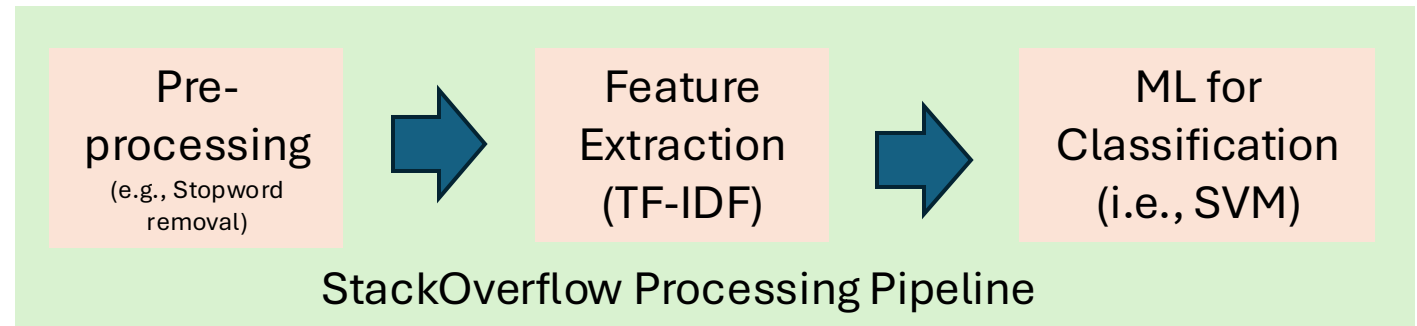 Pre-
processing
(e.g., Stopword
removal)
Feature
Extraction
(TF-IDF)
ML for
Classification
(i.e., SVM)
StackOverflow Processing Pipeline